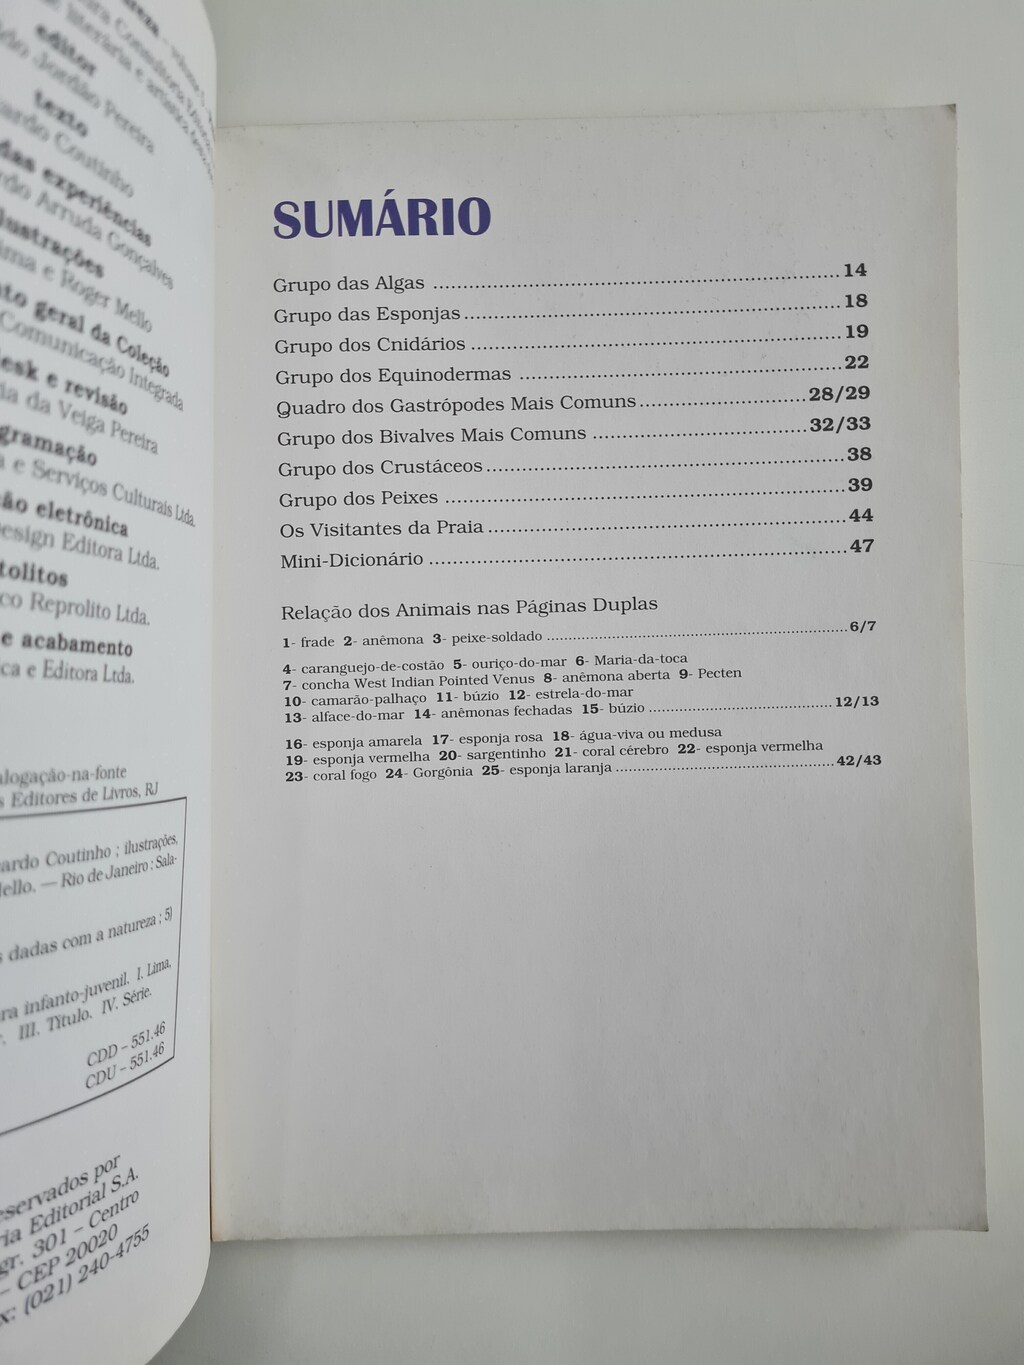 editor
Jordão Pereira
texto
ardo Coutinho
das experiências
do Arruda Gonçalves
lustrações
ima e Roger Mello
to geral da Coleção
Comunicação Integrada
esk e revisão
ia da Veiga Pereira
gramação
a e Serviços Culturais Ltda.
ão eletrônica
esign Editora Ltda.
tolitos
co Reprolito Ltda.
e acabamento
ica e Editora Ltda.
alogação-na-fonte
s Editores de Livros, RJ
ardo Coutinho ; ilustrações,
Mello. — Rio de Janeiro : Sala-
s dadas com a natureza ; 5)
ra infanto-juvenil. I. Lima,
III. Título. IV. Série.
CDD – 551.46
CDU – 551.46
eservados por
ria Editorial S.A.
gr. 301 – Centro
– CEP 20020
x: (021) 240-4755
SUMÁRIO
Grupo das Algas ........ 14
Grupo das Esponjas ........ 18
Grupo dos Cnidários ........ 19
Grupo dos Equinodermas ........ 22
Quadro dos Gastrópodes Mais Comuns ........ 28/29
Grupo dos Bivalves Mais Comuns ........ 32/33
Grupo dos Crustáceos ........ 38
Grupo dos Peixes ........ 39
Os Visitantes da Praia ........ 44
Mini-Dicionário ........ 47
Relação dos Animais nas Páginas Duplas
1- frade 2- anêmona 3- peixe-soldado ........ 6/7
4- caranguejo-de-costão 5- ouriço-do-mar 6- Maria-da-toca
7- concha West Indian Pointed Venus 8- anêmona aberta 9- Pecten
10- camarão-palhaço 11- búzio 12- estrela-do-mar
13- alface-do-mar 14- anêmonas fechadas 15- búzio ........ 12/13
16- esponja amarela 17- esponja rosa 18- água-viva ou medusa
19- esponja vermelha 20- sargentinho 21- coral cérebro 22- esponja vermelha
23- coral fogo 24- Gorgônia 25- esponja laranja ........ 42/43